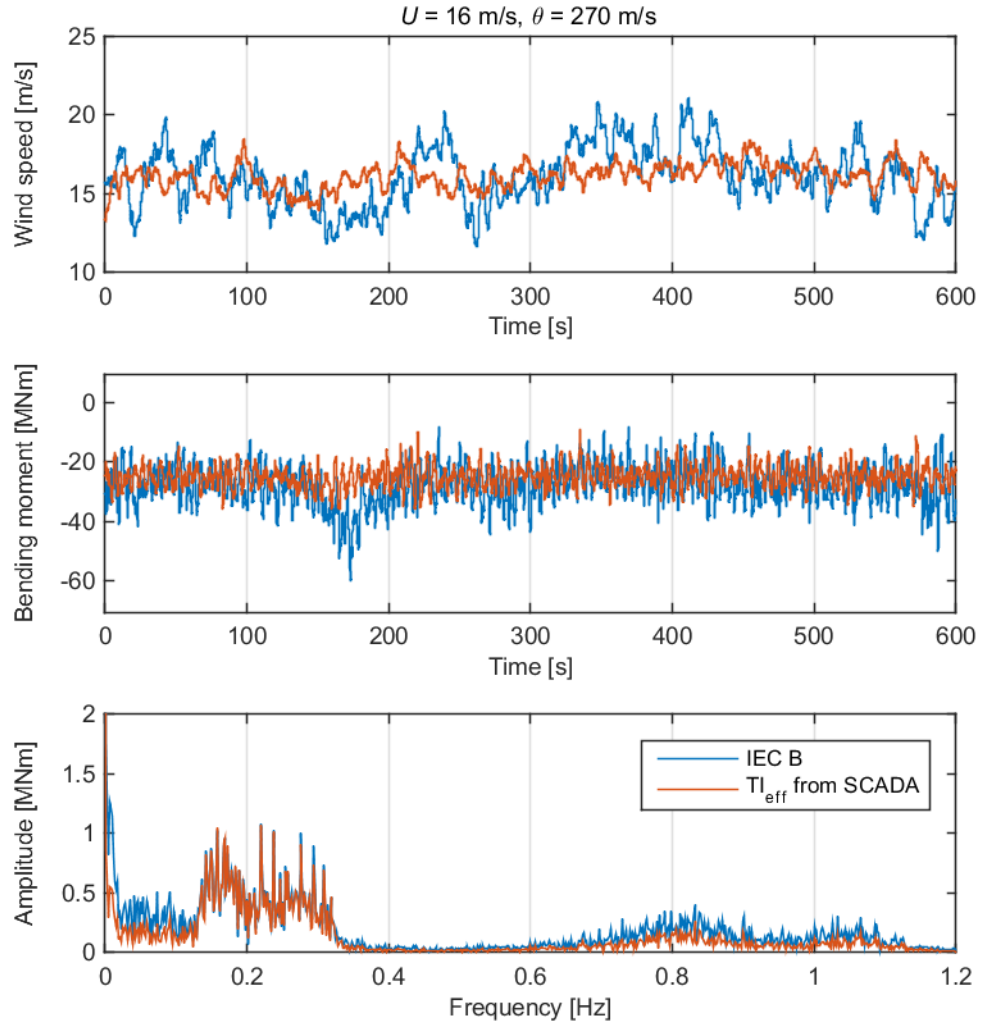 U = 16 m/s, θ = 270 m/s
25
20
15
10
Wind speed [m/s]
0 100 200 300 400 500 600
Time [s]
0
-20
-40
-60
Bending moment [MNm]
0 100 200 300 400 500 600
Time [s]
2
1.5
1
0.5
0
Amplitude [MNm]
IEC B
TI_eff from SCADA
0 0.2 0.4 0.6 0.8 1 1.2
Frequency [Hz]